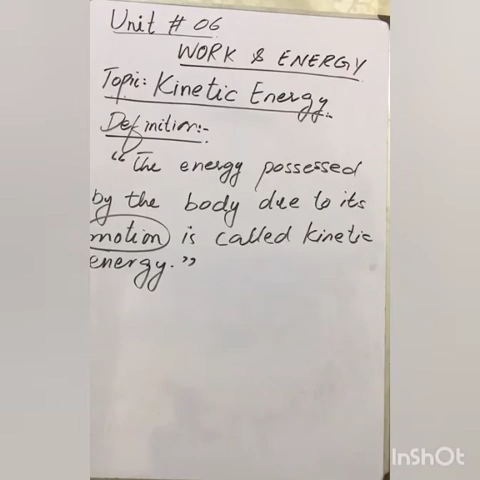 Unit # 06
WORK & ENERGY
Topic: Kinetic Energy
Definition:-
"The energy possessed
by the body due to its
motion is called kinetic
energy."
InShOt